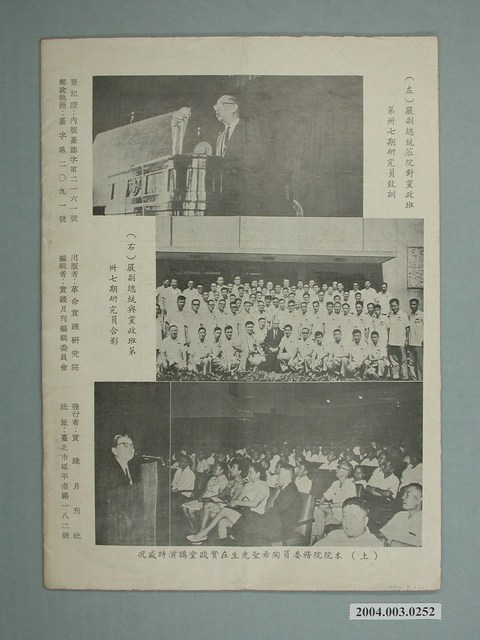 （左）嚴副總統蒞院對黨政班
第卅七期研究員致訓
（右）嚴副總統與黨政班第
卅七期研究員合影
況盛時演講堂踐實在生先聖希陶員委務院院本（上）
登記證：內版臺誌字第二一六一號
郵政執照：臺字第二〇九一號
出版者：革命實踐研究院
編輯者：實踐月刊編輯委員會
發行者：實踐月刊社
社址：臺北市延平南路一八二號
2004.003.0252